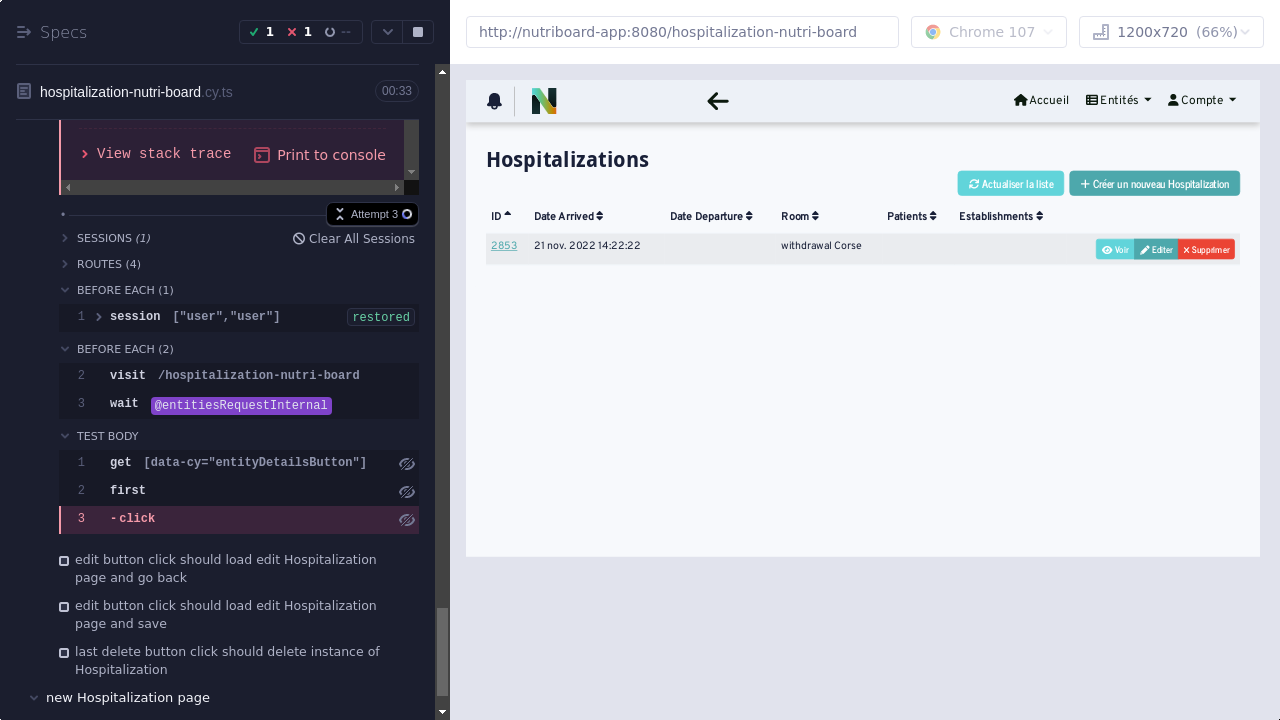 Specs
1 1 --
hospitalization-nutri-board.cy.ts 00:33
View stack trace Print to console
Attempt 3
SESSIONS (1) Clear All Sessions
ROUTES (4)
BEFORE EACH (1)
1 session ["user","user"] restored
BEFORE EACH (2)
2 visit /hospitalization-nutri-board
3 wait @entitiesRequestInternal
TEST BODY
1 get [data-cy="entityDetailsButton"]
2 first
3 -click
edit button click should load edit Hospitalization
page and go back
edit button click should load edit Hospitalization
page and save
last delete button click should delete instance of
Hospitalization
new Hospitalization page
http://nutriboard-app:8080/hospitalization-nutri-board Chrome 107 1200x720 (66%)
N Accueil Entités Compte
Hospitalizations
Actualiser la liste Créer un nouveau Hospitalization
ID Date Arrived Date Departure Room Patients Establishments
2853 21 nov. 2022 14:22:22 withdrawal Corse Voir Editer Supprimer